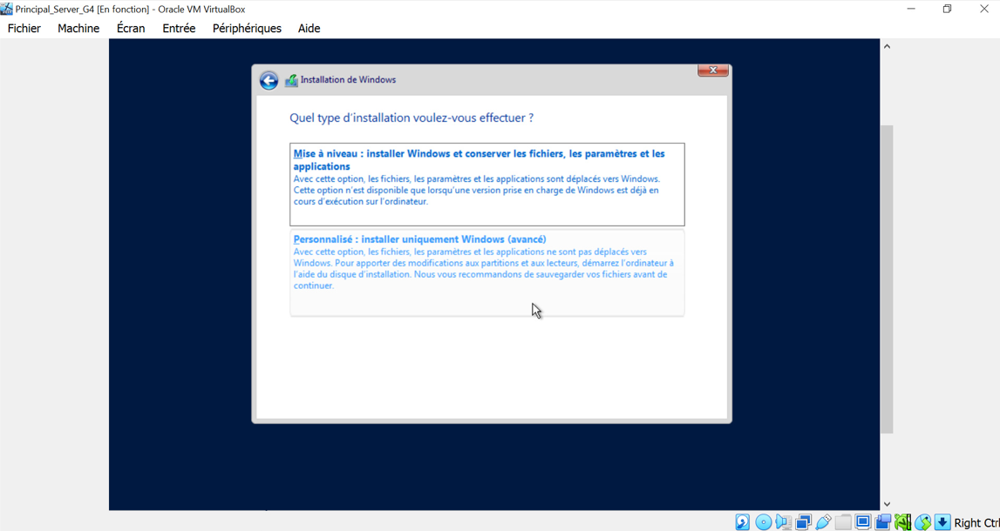 Principal_Server_G4 [En fonction] - Oracle VM VirtualBox
Fichier Machine Écran Entrée Périphériques Aide
Installation de Windows
Quel type d'installation voulez-vous effectuer ?
Mise à niveau : installer Windows et conserver les fichiers, les paramètres et les
applications
Avec cette option, les fichiers, les paramètres et les applications sont déplacés vers Windows.
Cette option n'est disponible que lorsqu'une version prise en charge de Windows est déjà en
cours d'exécution sur l'ordinateur.
Personnalisé : installer uniquement Windows (avancé)
Avec cette option, les fichiers, les paramètres et les applications ne sont pas déplacés vers
Windows. Pour apporter des modifications aux partitions et aux lecteurs, démarrez l'ordinateur à
l'aide du disque d'installation. Nous vous recommandons de sauvegarder vos fichiers avant de
continuer.
Right Ctrl